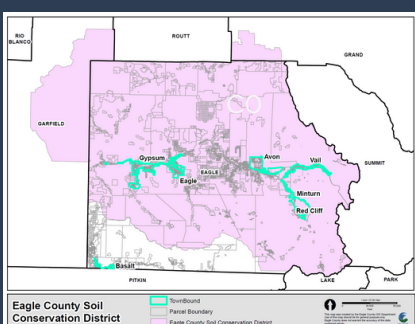 RIO
BLANCO
ROUTT
GRAND
CO
GARFIELD
Gypsum
Avon
Vail
EAGLE
SUMMIT
Eagle
Minturn
Red Cliff
Basalt
PITKIN
LAKE
PARK
Eagle County Soil
Conservation District
TownBound
Parcel Boundary
Eagle County Soil Conservation District